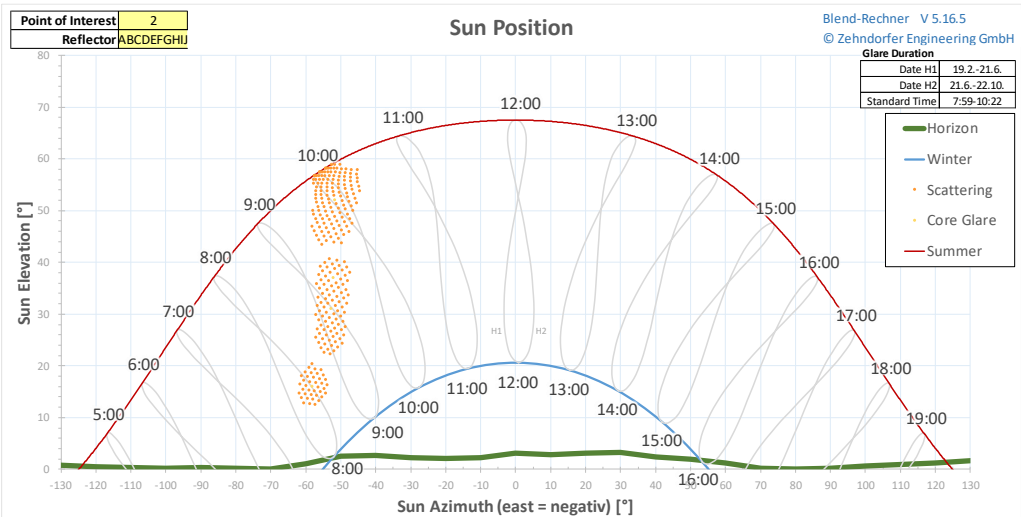 Point of Interest 2
Reflector ABCDEFGHIJ
Sun Position
Blend-Rechner V 5.16.5
© Zehndorfer Engineering GmbH
Glare Duration
Date H1 19.2.-21.6.
Date H2 21.6.-22.10.
Standard Time 7:59-10:22
Horizon
Winter
Scattering
Core Glare
Summer
Sun Elevation [°]
80
70
60
50
40
30
20
10
0
12:00
11:00
13:00
10:00
14:00
9:00
15:00
8:00
16:00
7:00
17:00
6:00
18:00
5:00
19:00
H1 H2
11:00 12:00 13:00
10:00 14:00
9:00 15:00
8:00 16:00
-130 -120 -110 -100 -90 -80 -70 -60 -50 -40 -30 -20 -10 0 10 20 30 40 50 60 70 80 90 100 110 120 130
Sun Azimuth (east = negativ) [°]